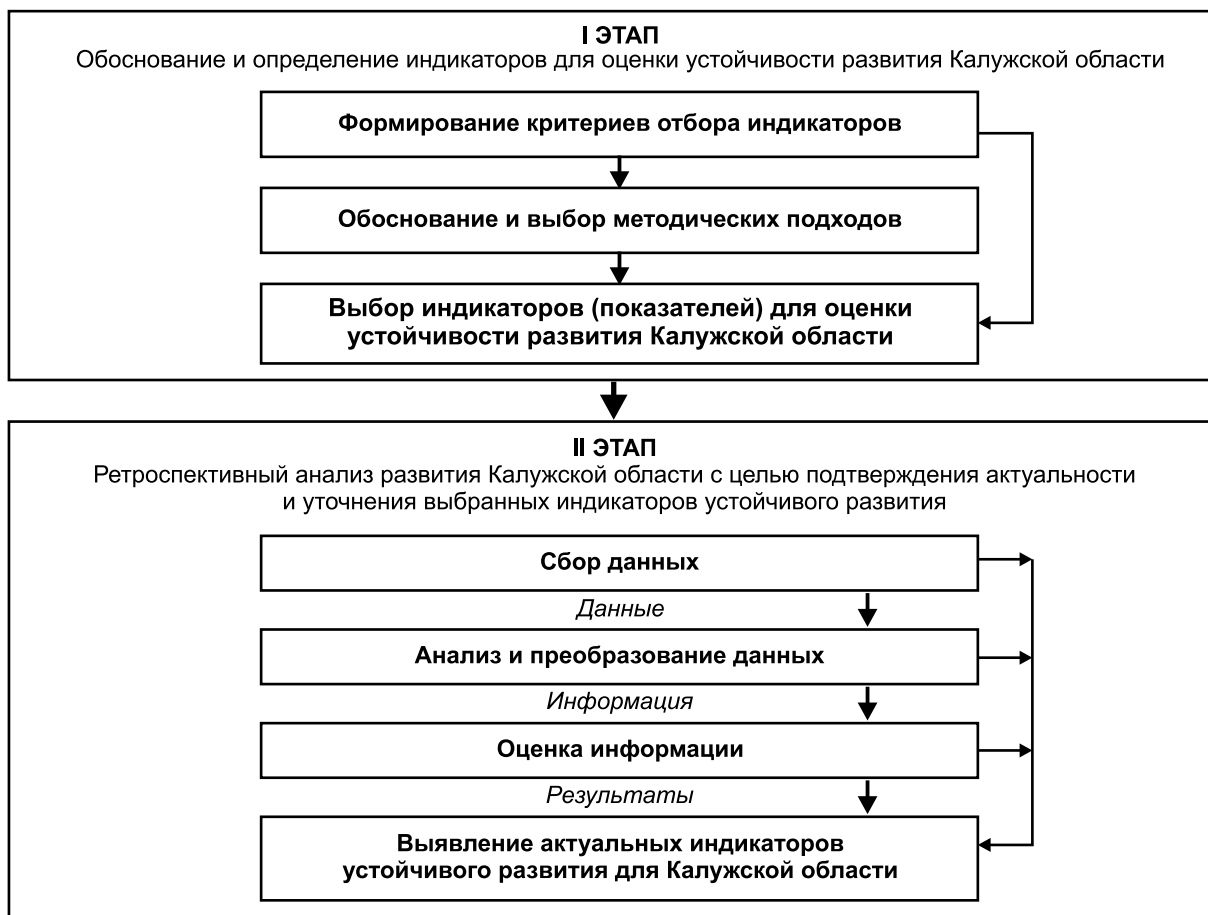 I ЭТАП
Обоснование и определение индикаторов для оценки устойчивости развития Калужской области
Формирование критериев отбора индикаторов
Обоснование и выбор методических подходов
Выбор индикаторов (показателей) для оценки
устойчивости развития Калужской области
II ЭТАП
Ретроспективный анализ развития Калужской области с целью подтверждения актуальности
и уточнения выбранных индикаторов устойчивого развития
Сбор данных
Данные
Анализ и преобразование данных
Информация
Оценка информации
Результаты
Выявление актуальных индикаторов
устойчивого развития для Калужской области